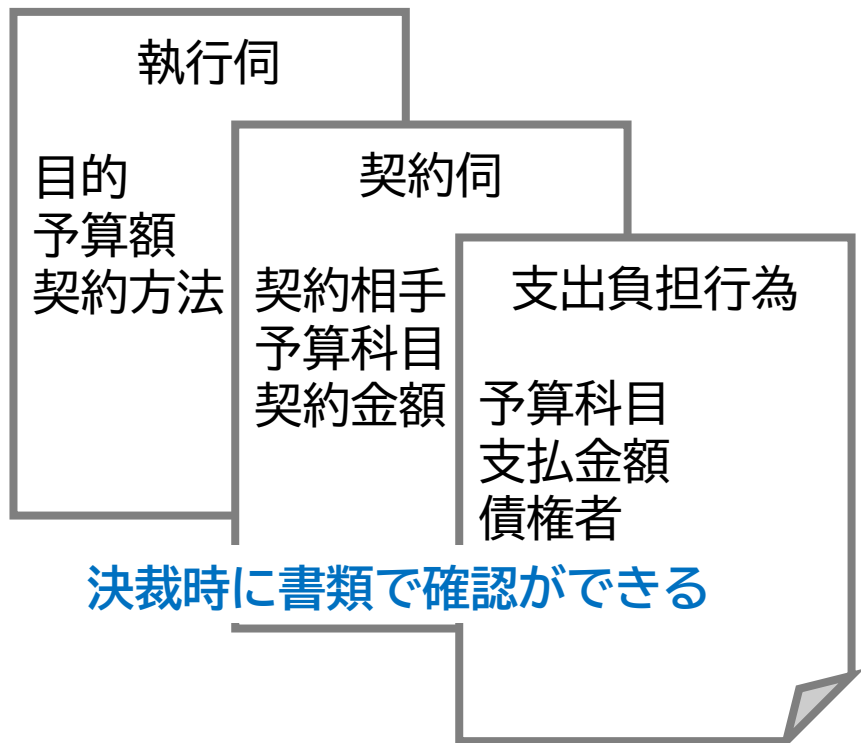 執行伺
目的
予算額
契約方法
契約伺
契約相手
予算科目
契約金額
支出負担行為
予算科目
支払金額
債権者
決裁時に書類で確認ができる